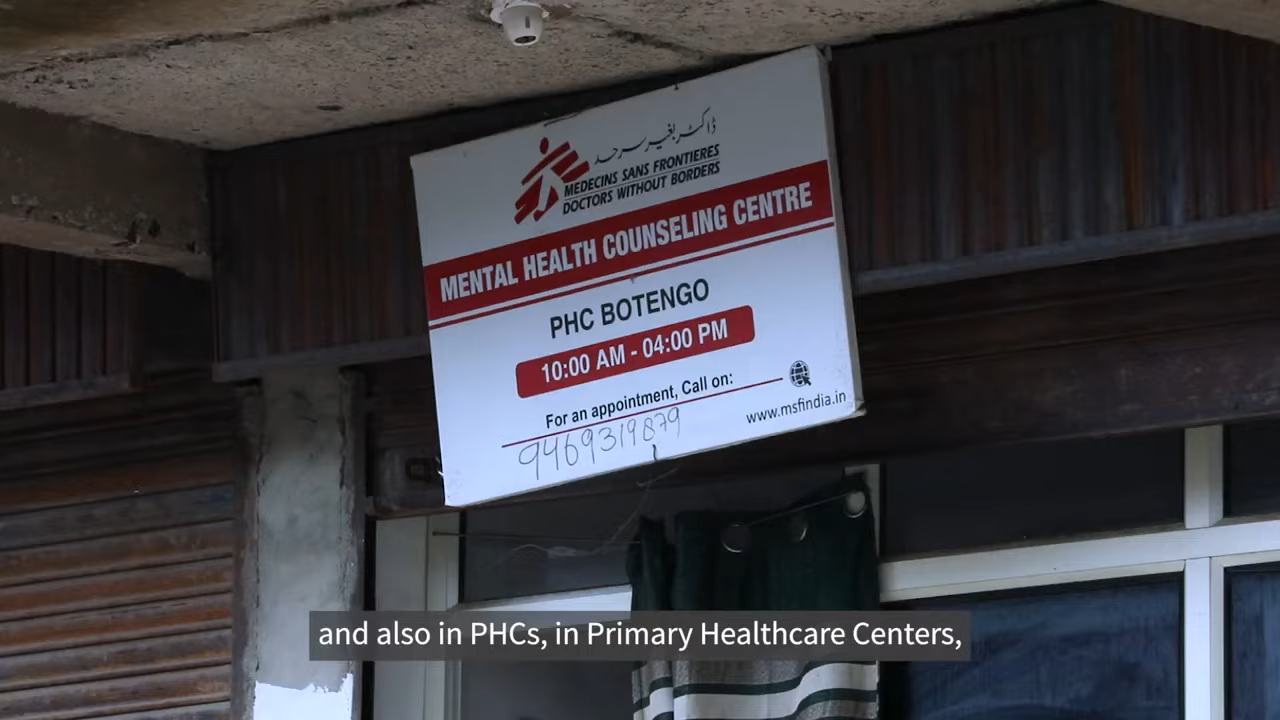 ڈاکٹرز بغیر سرحد
MEDECINS SANS FRONTIERES
DOCTORS WITHOUT BORDERS
MENTAL HEALTH COUNSELING CENTRE
PHC BOTENGO
10:00 AM - 04:00 PM
For an appointment, Call on:
9469319879
www.msfindia.in
and also in PHCs, in Primary Healthcare Centers,